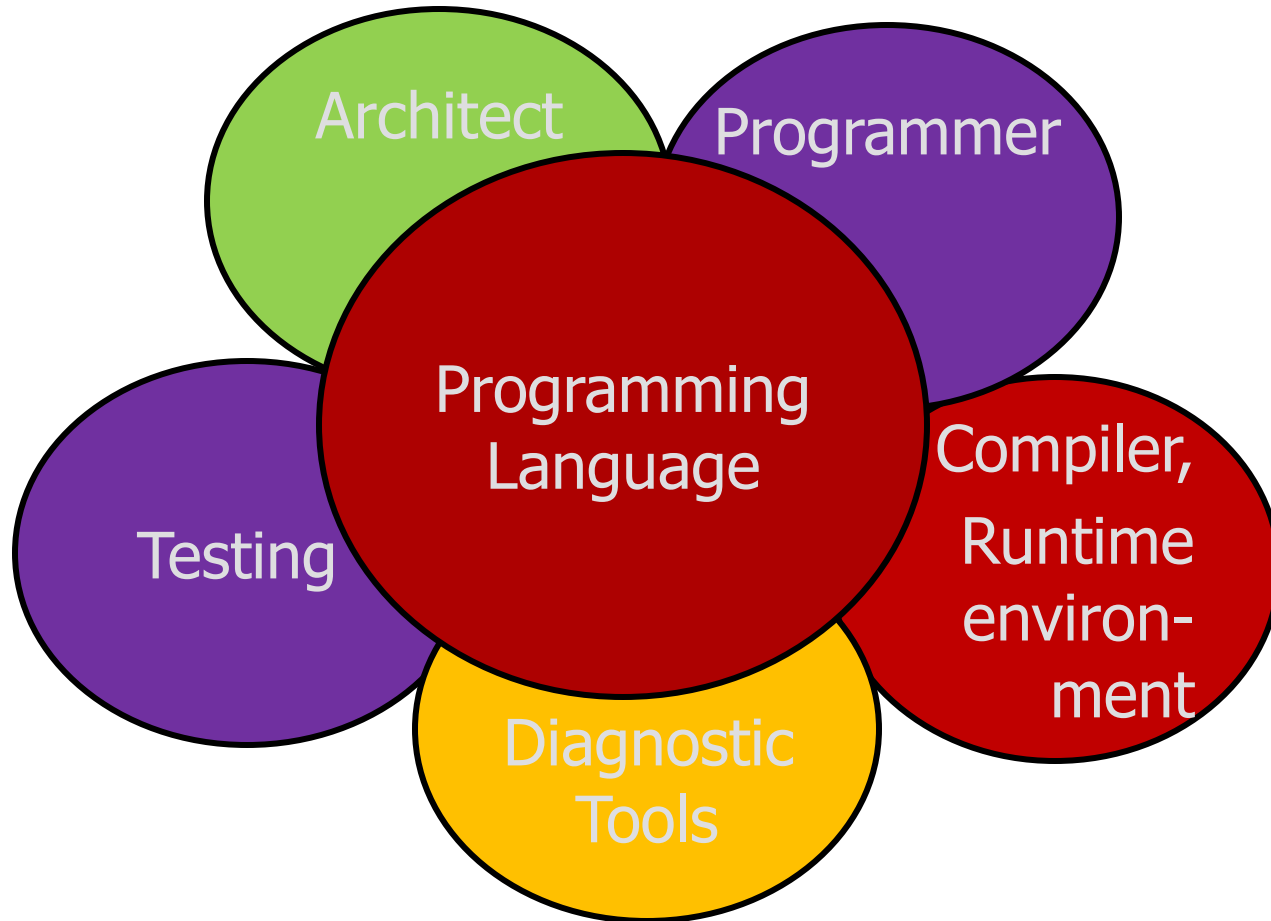 Architect
Programmer
Programming
Language
Compiler,
Runtime
environ-
ment
Testing
Diagnostic
Tools